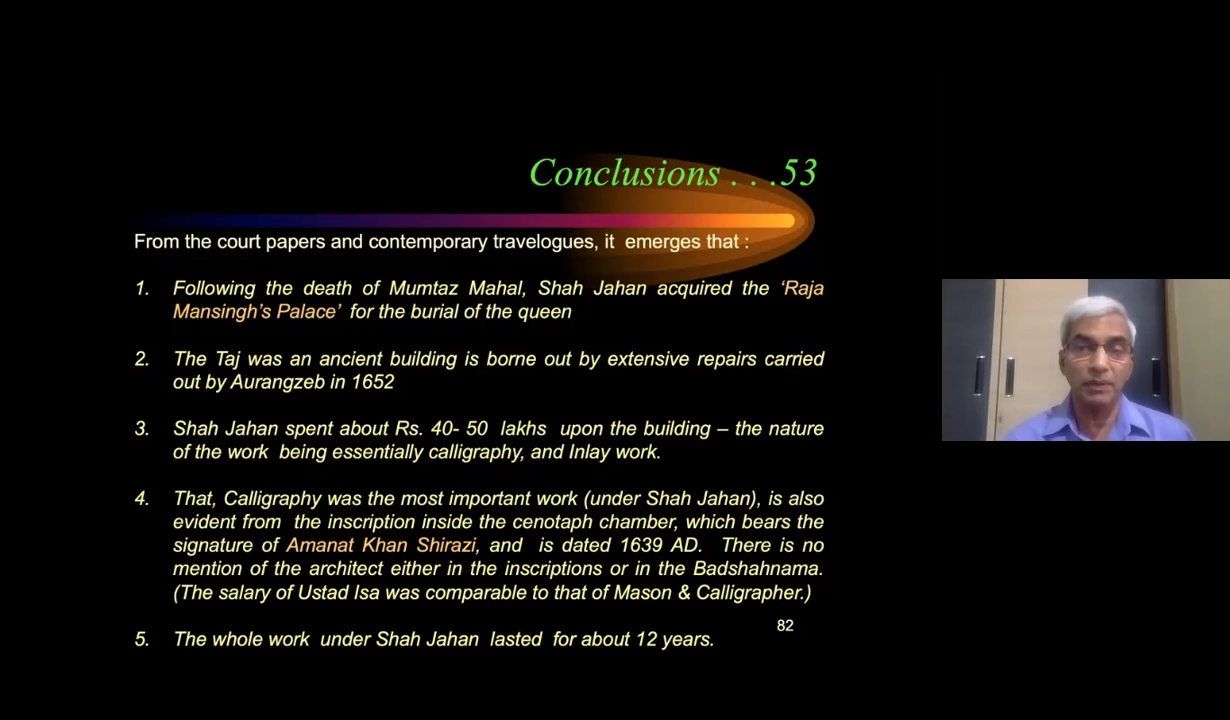 Conclusions . . .53
From the court papers and contemporary travelogues, it emerges that :
1. Following the death of Mumtaz Mahal, Shah Jahan acquired the ‘Raja
Mansingh’s Palace’ for the burial of the queen
2. The Taj was an ancient building is borne out by extensive repairs carried
out by Aurangzeb in 1652
3. Shah Jahan spent about Rs. 40- 50 lakhs upon the building – the nature
of the work being essentially calligraphy, and Inlay work.
4. That, Calligraphy was the most important work (under Shah Jahan), is also
evident from the inscription inside the cenotaph chamber, which bears the
signature of Amanat Khan Shirazi, and is dated 1639 AD. There is no
mention of the architect either in the inscriptions or in the Badshahnama.
(The salary of Ustad Isa was comparable to that of Mason & Calligrapher.)
5. The whole work under Shah Jahan lasted for about 12 years.
82